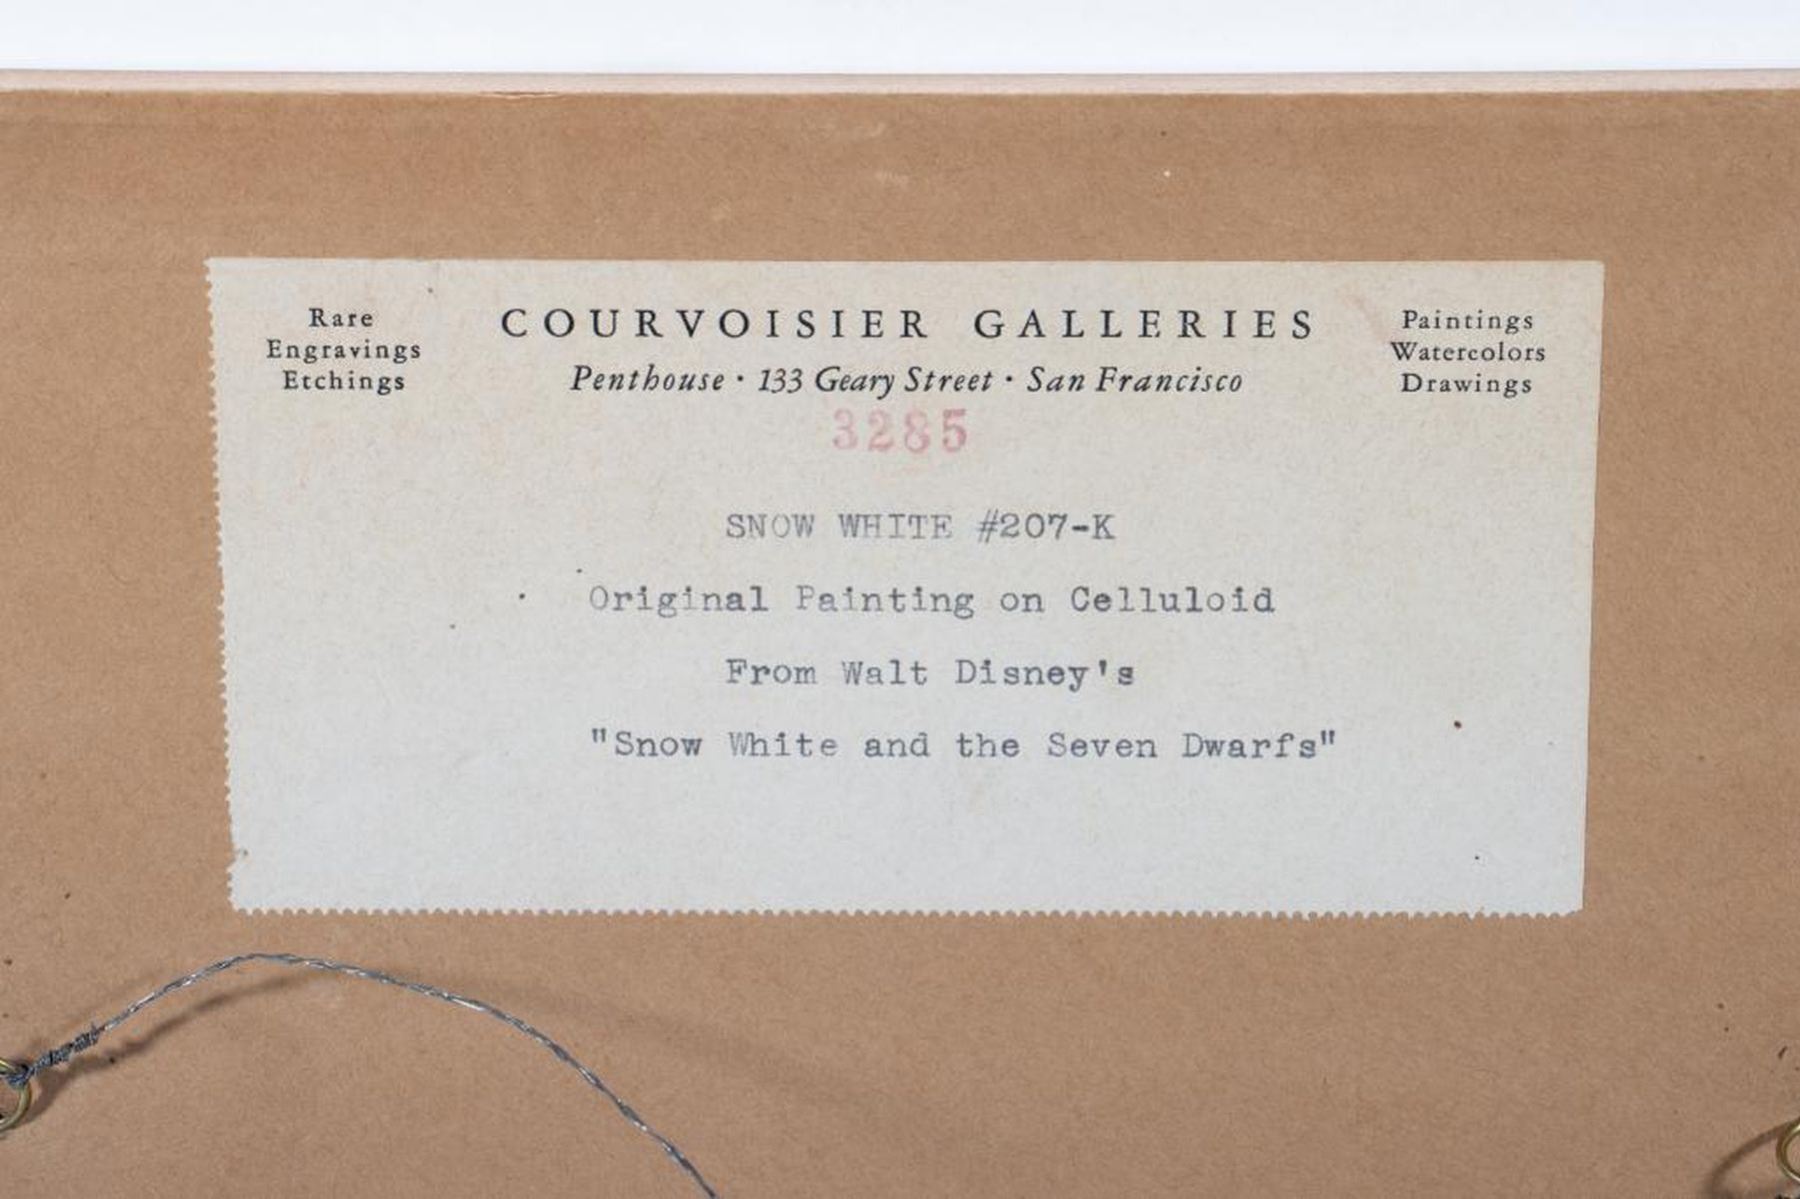 Rare
Engravings
Etchings
COURVOISIER GALLERIES
Penthouse · 133 Geary Street · San Francisco
Paintings
Watercolors
Drawings
3285
SNOW WHITE #207-K
Original Painting on Celluloid
From Walt Disney's
"Snow White and the Seven Dwarfs"